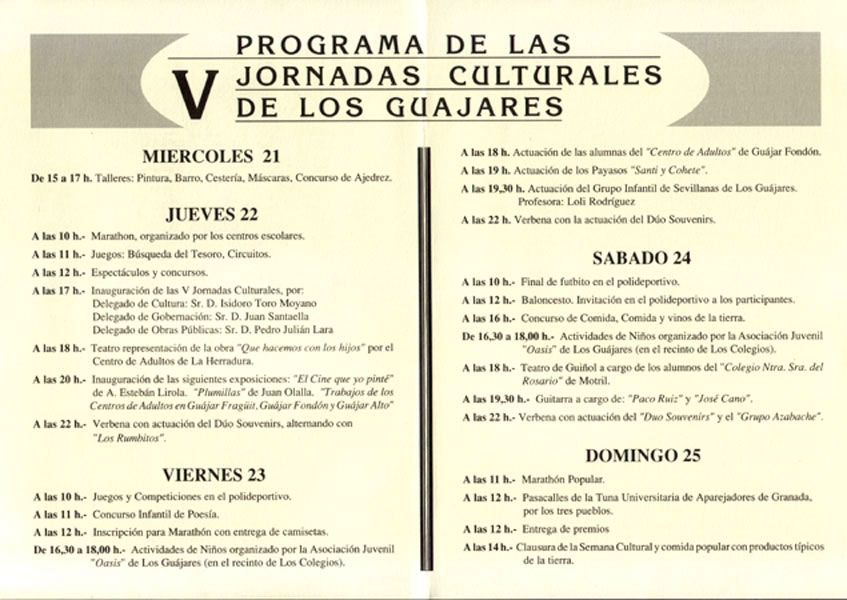 PROGRAMA DE LAS
V JORNADAS CULTURALES
DE LOS GUAJARES
MIERCOLES 21
De 15 a 17 h. Talleres: Pintura, Barro, Cestería, Máscaras, Concurso de Ajedrez.
JUEVES 22
A las 10 h.- Marathon, organizado por los centros escolares.
A las 11 h.- Juegos: Búsqueda del Tesoro, Circuitos.
A las 12 h.- Espectáculos y concursos.
A las 17 h.- Inauguración de las V Jornadas Culturales, por:
Delegado de Cultura: Sr. D. Isidoro Toro Moyano
Delegado de Gobernación: Sr. D. Juan Santaella
Delegado de Obras Públicas: Sr. D. Pedro Julián Lara
A las 18 h.- Teatro representación de la obra "Que hacemos con los hijos" por el
Centro de Adultos de La Herradura.
A las 20 h.- Inauguración de las siguientes exposiciones: "El Cine que yo pinté"
de A. Estebán Lirola. "Plumillas" de Juan Olalla. "Trabajos de los
Centros de Adultos en Guájar Fragüit, Guájar Fondón y Guájar Alto"
A las 22 h.- Verbena con actuación del Dúo Souvenirs, alternando con
"Los Rumbitos".
VIERNES 23
A las 10 h.- Juegos y Competiciones en el polideportivo.
A las 11 h.- Concurso Infantil de Poesía.
A las 12 h.- Inscripción para Marathón con entrega de camisetas.
De 16,30 a 18,00 h.- Actividades de Niños organizado por la Asociación Juvenil
"Oasis" de Los Guájares (en el recinto de Los Colegios).
A las 18 h. Actuación de las alumnas del "Centro de Adultos" de Guájar Fondón.
A las 19 h. Actuación de los Payasos "Santi y Cohete".
A las 19,30 h. Actuación del Grupo Infantil de Sevillanas de Los Guájares.
Profesora: Loli Rodríguez
A las 22 h. Verbena con la actuación del Dúo Souvenirs.
SABADO 24
A las 10 h.- Final de futbito en el polideportivo.
A las 12 h.- Baloncesto. Invitación en el polideportivo a los participantes.
A las 16 h.- Concurso de Comida, Comida y vinos de la tierra.
De 16,30 a 18,00 h.- Actividades de Niños organizado por la Asociación Juvenil
"Oasis" de Los Guájares (en el recinto de Los Colegios).
A las 18 h.- Teatro de Guiñol a cargo de los alumnos del "Colegio Ntra. Sra. del
Rosario" de Motril.
A las 19,30 h.- Guitarra a cargo de: "Paco Ruiz" y "José Cano".
A las 22 h.- Verbena con actuación del "Duo Souvenirs" y el "Grupo Azabache".
DOMINGO 25
A las 11 h.- Marathón Popular.
A las 12 h.- Pasacalles de la Tuna Universitaria de Aparejadores de Granada,
por los tres pueblos.
A las 12 h.- Entrega de premios
A las 14 h.- Clausura de la Semana Cultural y comida popular con productos típicos
de la tierra.